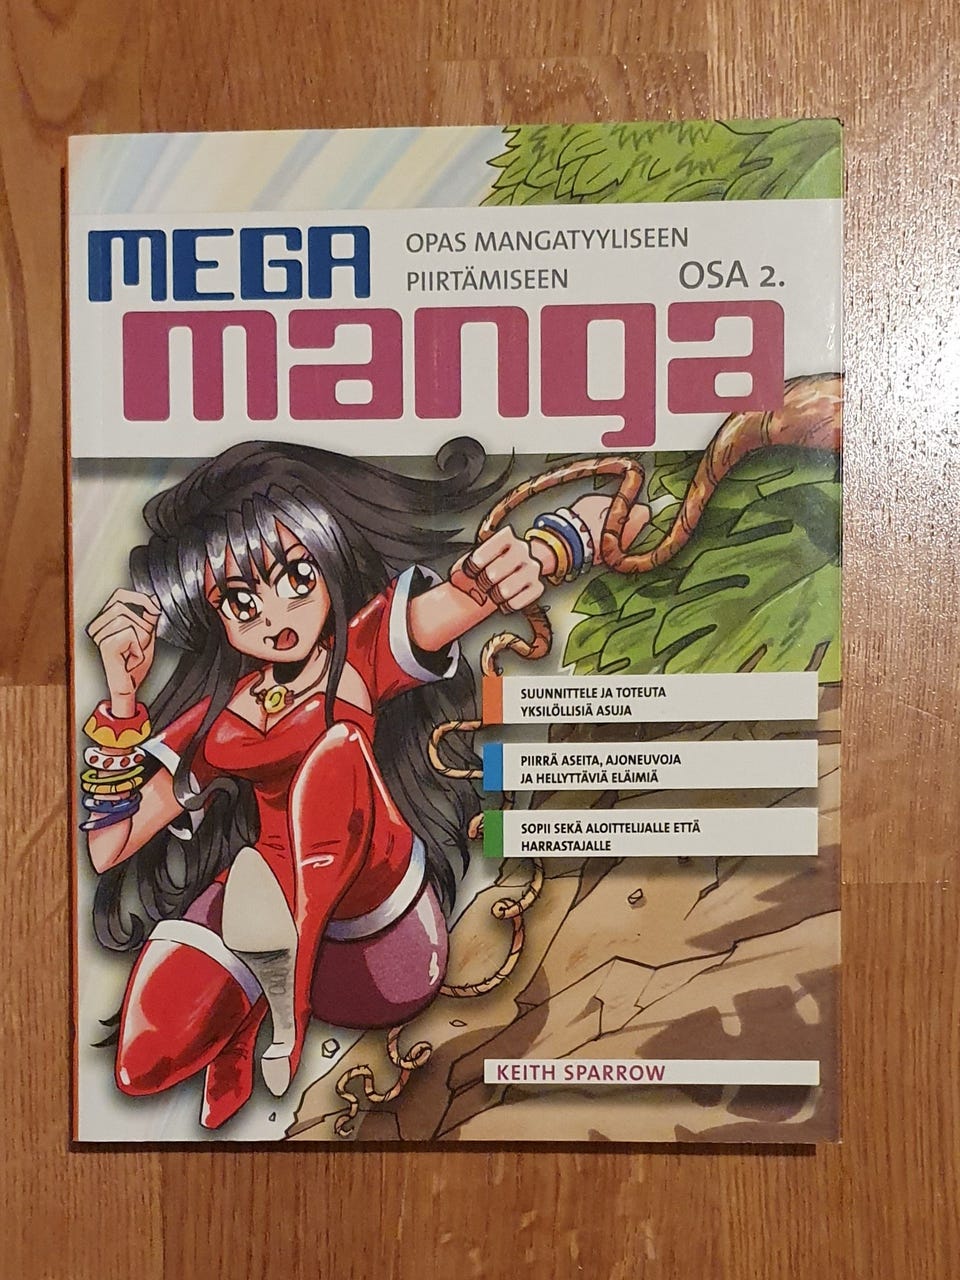 MEGA
manga
OPAS MANGATYYLISEEN
PIIRTÄMISEEN
OSA 2.
SUUNNITTELE JA TOTEUTA
YKSILÖLLISIÄ ASUJA
PIIRRÄ ASEITA, AJONEUVOJA
JA HELLYTTÄVIÄ ELÄIMIÄ
SOPII SEKÄ ALOITTELIJALLE ETTÄ
HARRASTAJALLE
KEITH SPARROW